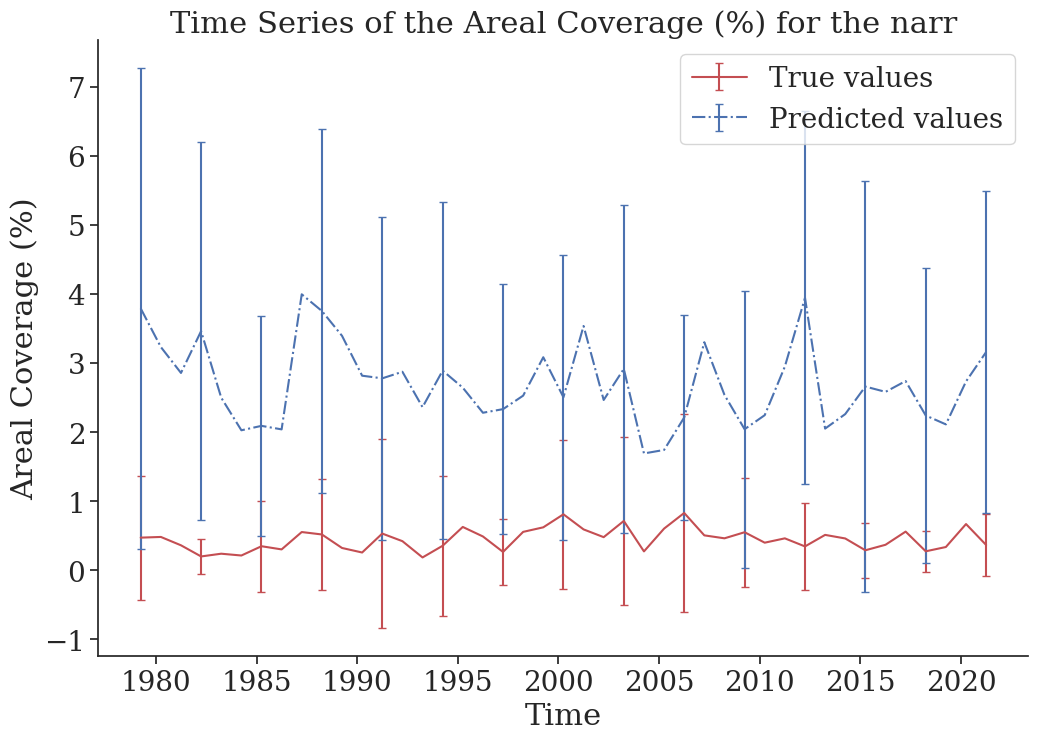 Time Series of the Areal Coverage (%) for the narr
True values
Predicted values
Areal Coverage (%)
7
6
5
4
3
2
1
0
−1
1980 1985 1990 1995 2000 2005 2010 2015 2020
Time